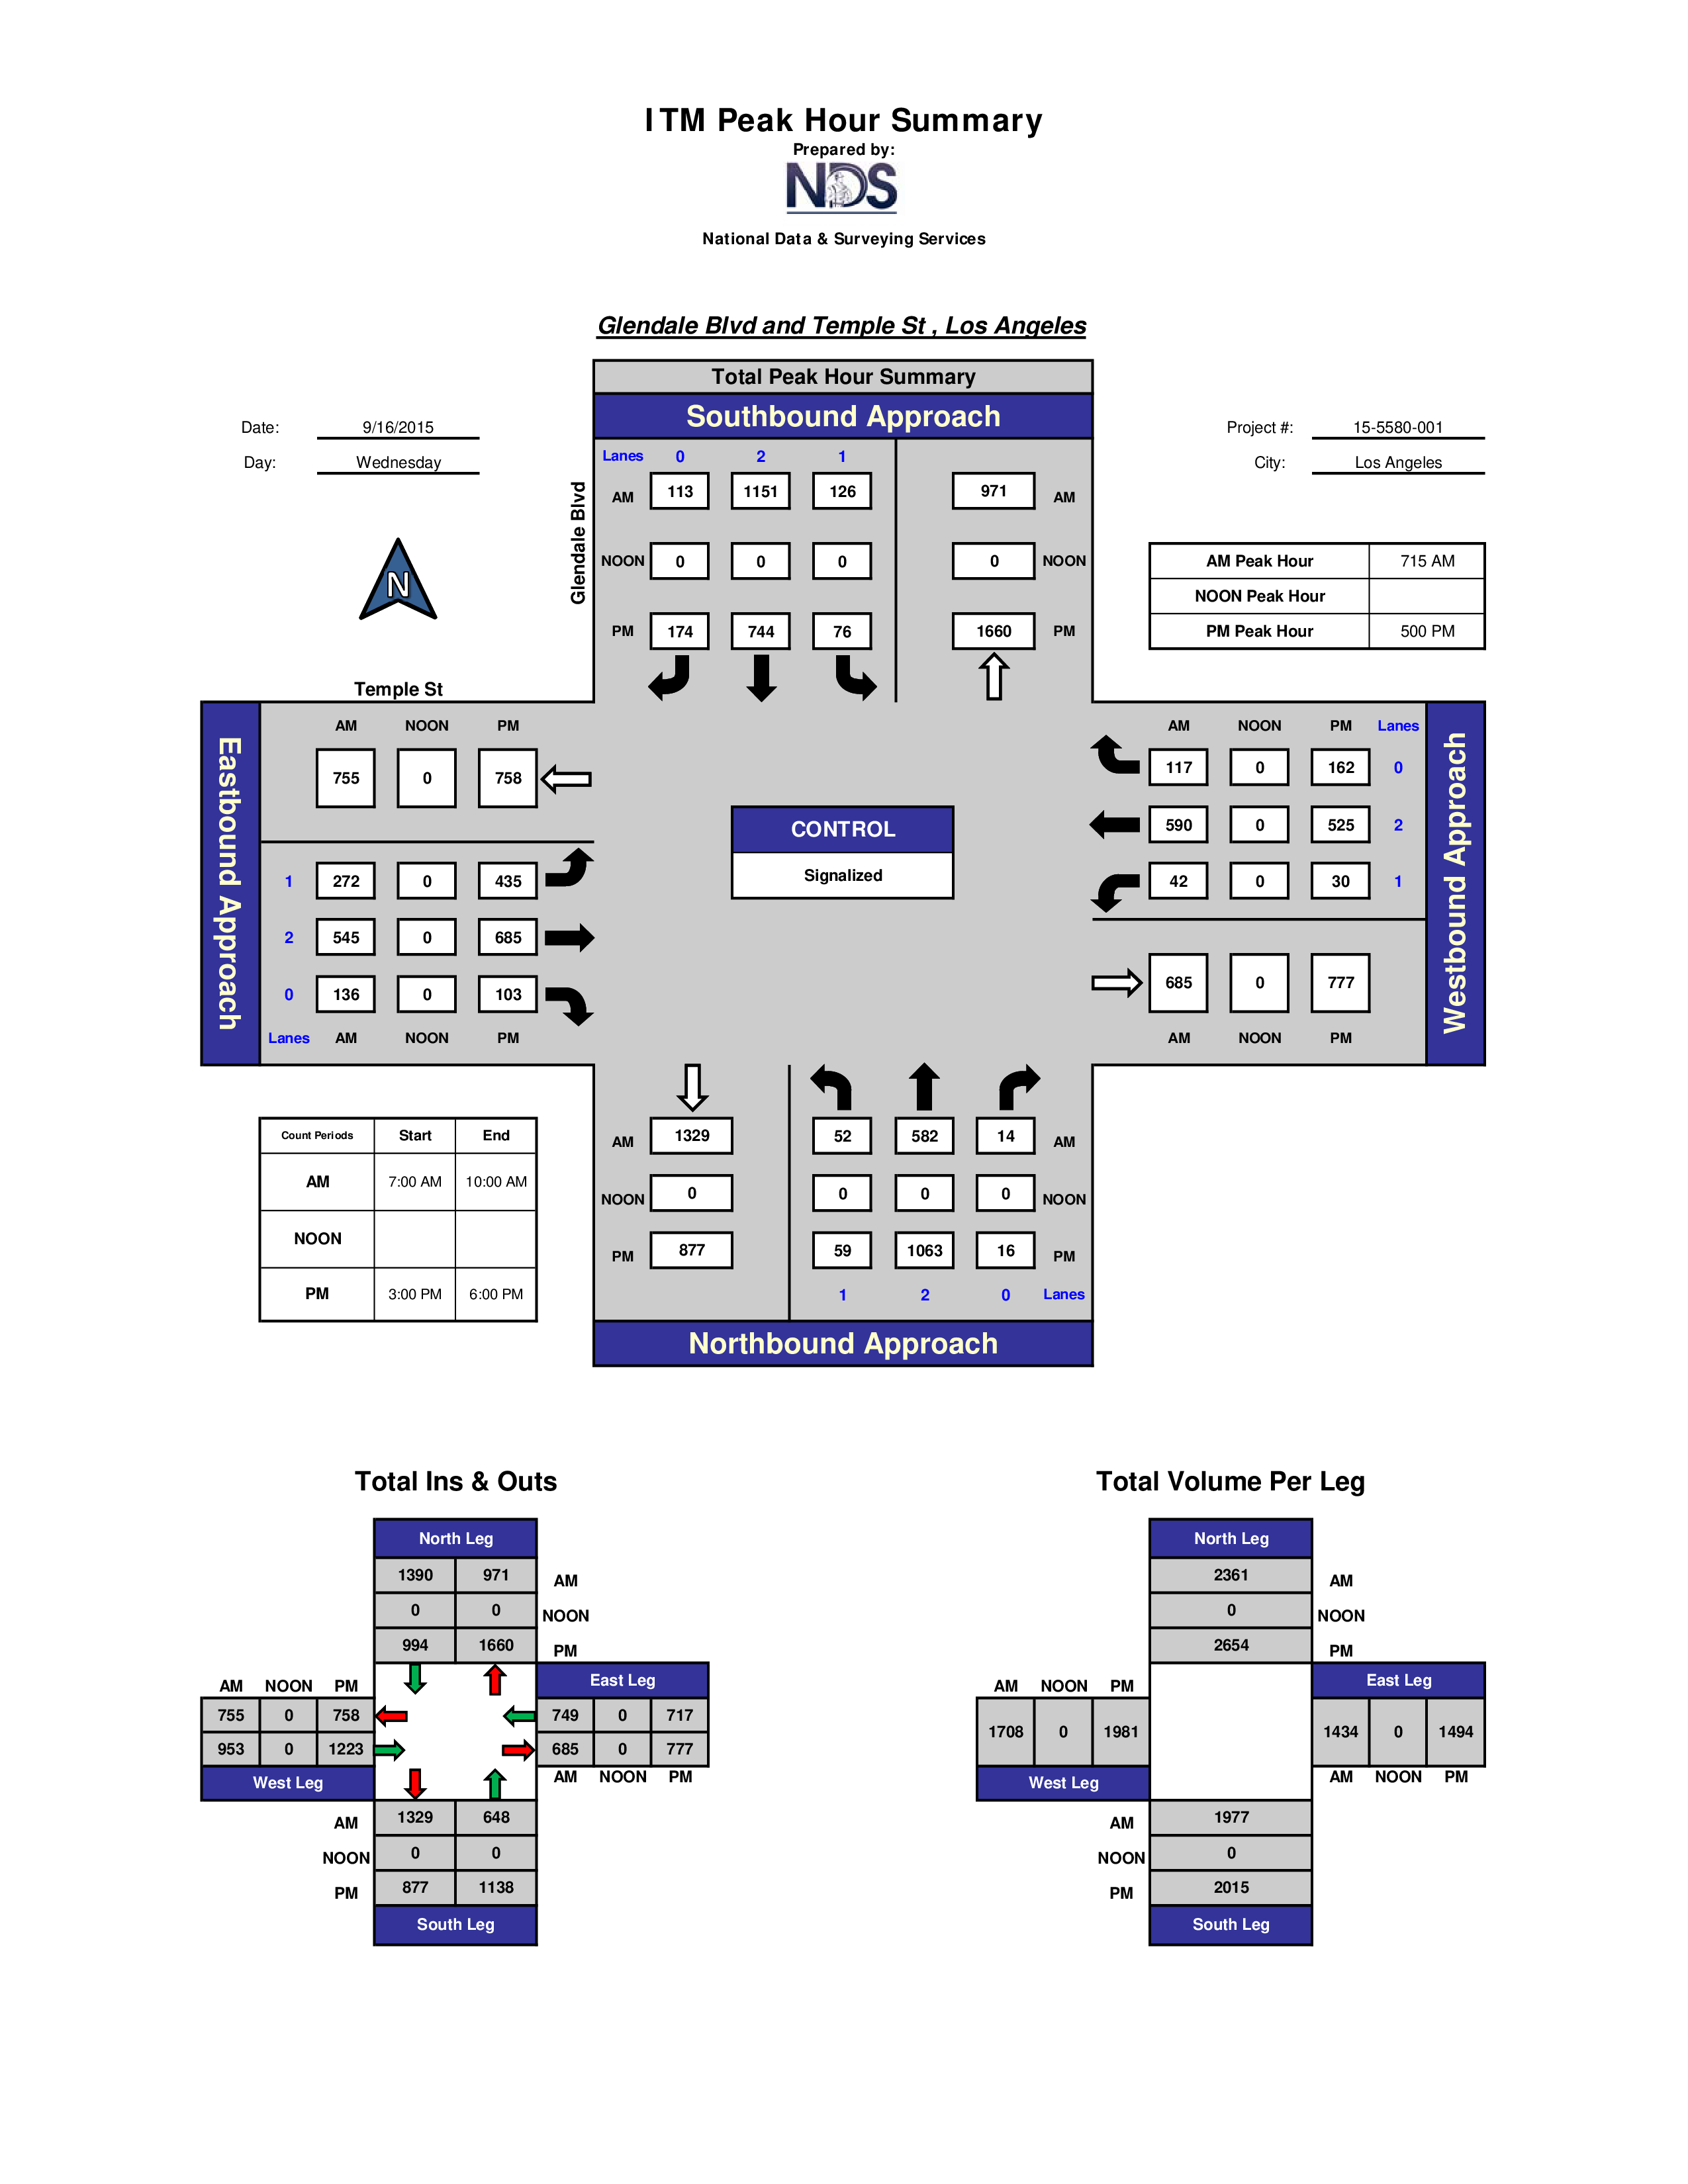 ITM Peak Hour Summary
Prepared by:
NDS
National Data & Surveying Services
Glendale Blvd and Temple St , Los Angeles
Total Peak Hour Summary
Southbound Approach
Date: 9/16/2015
Day: Wednesday
Project #: 15-5580-001
City: Los Angeles
N
Glendale Blvd
Lanes 0 2 1
AM 113 1151 126 971 AM
NOON 0 0 0 0 NOON
PM 174 744 76 1660 PM
AM Peak Hour 715 AM
NOON Peak Hour
PM Peak Hour 500 PM
Temple St
Eastbound Approach
AM NOON PM
755 0 758
1 272 0 435
2 545 0 685
0 136 0 103
Lanes AM NOON PM
CONTROL
Signalized
AM NOON PM Lanes
117 0 162 0
590 0 525 2
42 0 30 1
685 0 777
AM NOON PM
Westbound Approach
Count Periods Start End
AM 7:00 AM 10:00 AM
NOON
PM 3:00 PM 6:00 PM
AM 1329 52 582 14 AM
NOON 0 0 0 0 NOON
PM 877 59 1063 16 PM
1 2 0 Lanes
Northbound Approach
Total Ins & Outs
North Leg
1390 971 AM
0 0 NOON
994 1660 PM
AM NOON PM
755 0 758
953 0 1223
West Leg
East Leg
749 0 717
685 0 777
AM NOON PM
AM 1329 648
NOON 0 0
PM 877 1138
South Leg
Total Volume Per Leg
North Leg
2361 AM
0 NOON
2654 PM
AM NOON PM
1708 0 1981
West Leg
East Leg
1434 0 1494
AM NOON PM
AM 1977
NOON 0
PM 2015
South Leg